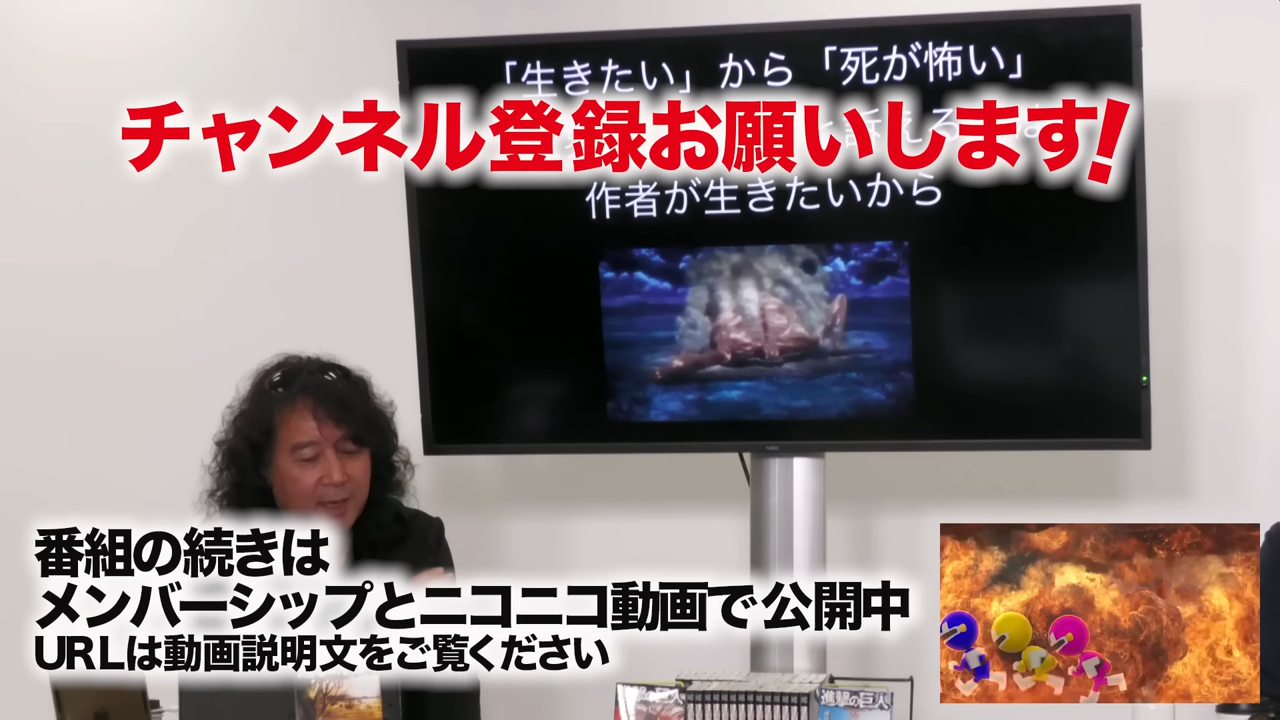 「生きたい」から「死が怖い」
チャンネル登録お願いします!
作者が生きたいから
番組の続きは
メンバーシップとニコニコ動画で公開中
URLは動画説明文をご覧ください
進撃の巨人